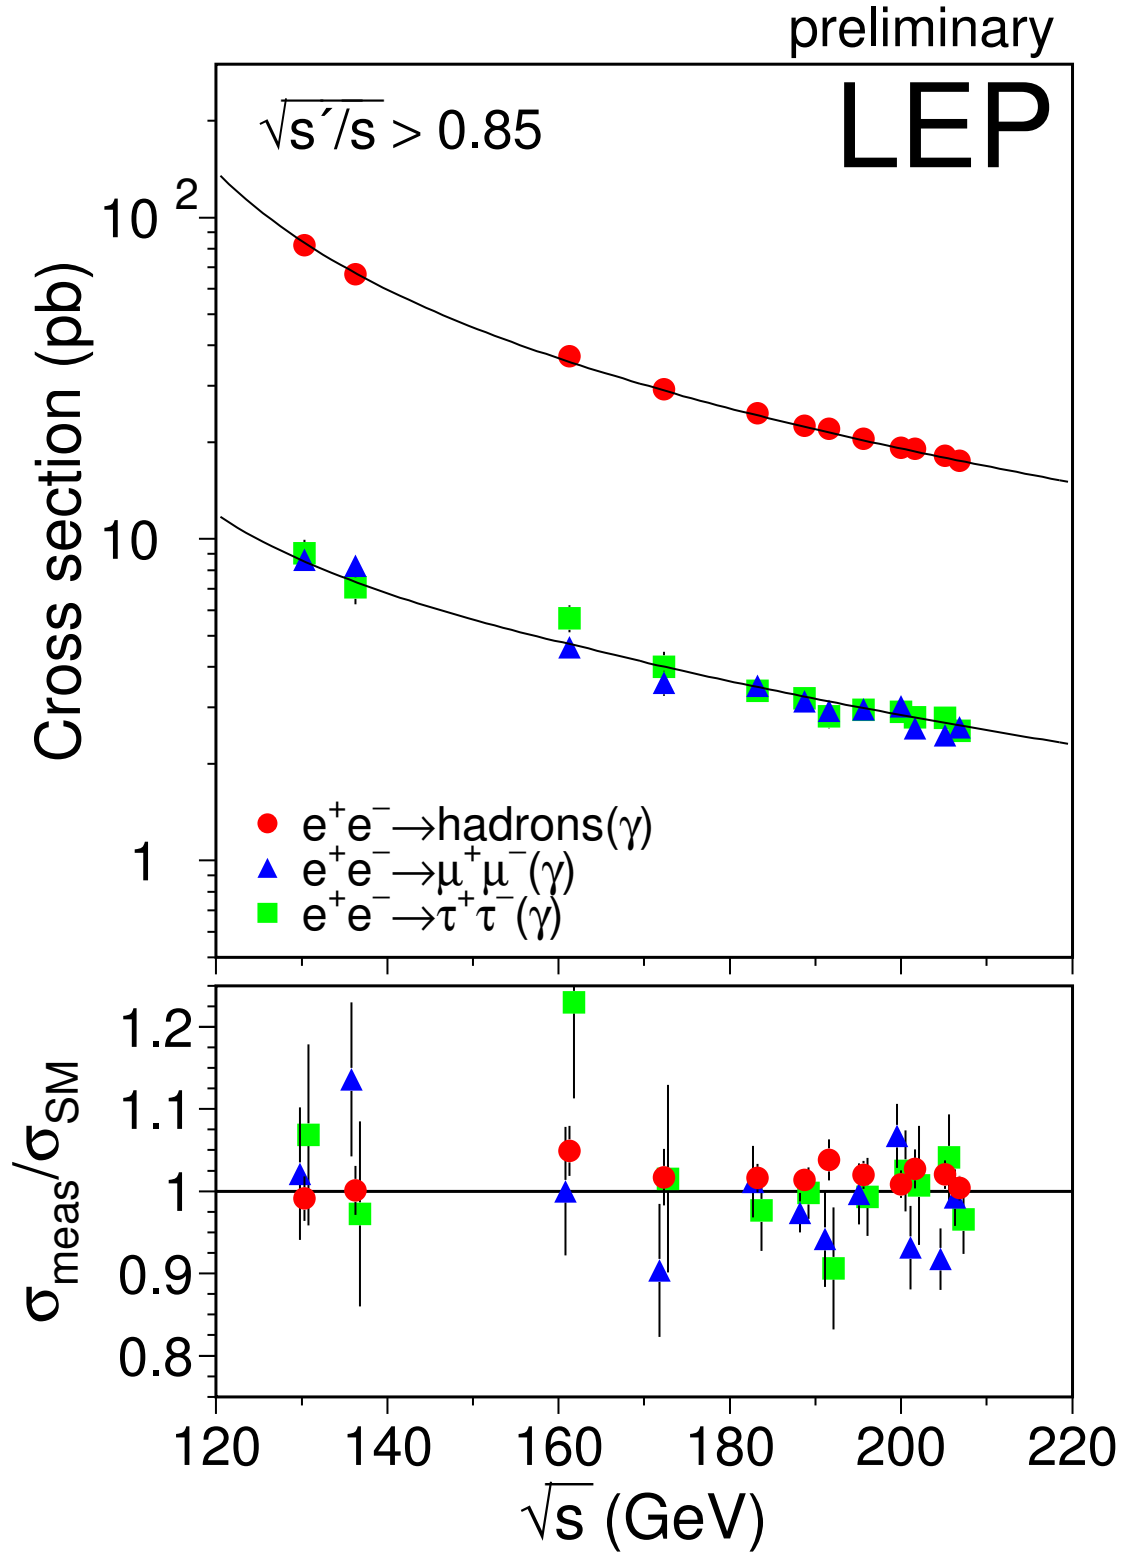 preliminary
√s´/s > 0.85
LEP
10²
10
1
Cross section (pb)
e⁺e⁻→hadrons(γ)
e⁺e⁻→μ⁺μ⁻(γ)
e⁺e⁻→τ⁺τ⁻(γ)
1.2
1.1
1
0.9
0.8
σmeas/σSM
120 140 160 180 200 220
√s (GeV)